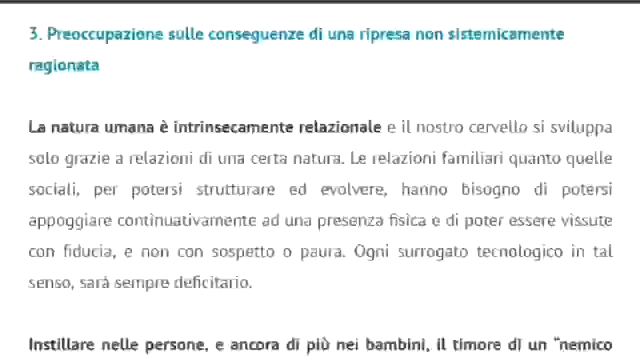 3. Preoccupazione sulle conseguenze di una ripresa non sistemicamente
ragionata
La natura umana è intrinsecamente relazionale e il nostro cervello si sviluppa
solo grazie a relazioni di una certa natura. Le relazioni familiari quanto quelle
sociali, per potersi strutturare ed evolvere, hanno bisogno di potersi
appoggiare continuativamente ad una presenza fisica e di poter essere vissute
con fiducia, e non con sospetto o paura. Ogni surrogato tecnologico in tal
senso, sarà sempre deficitario.
Instillare nelle persone, e ancora di più nei bambini, il timore di un “nemico